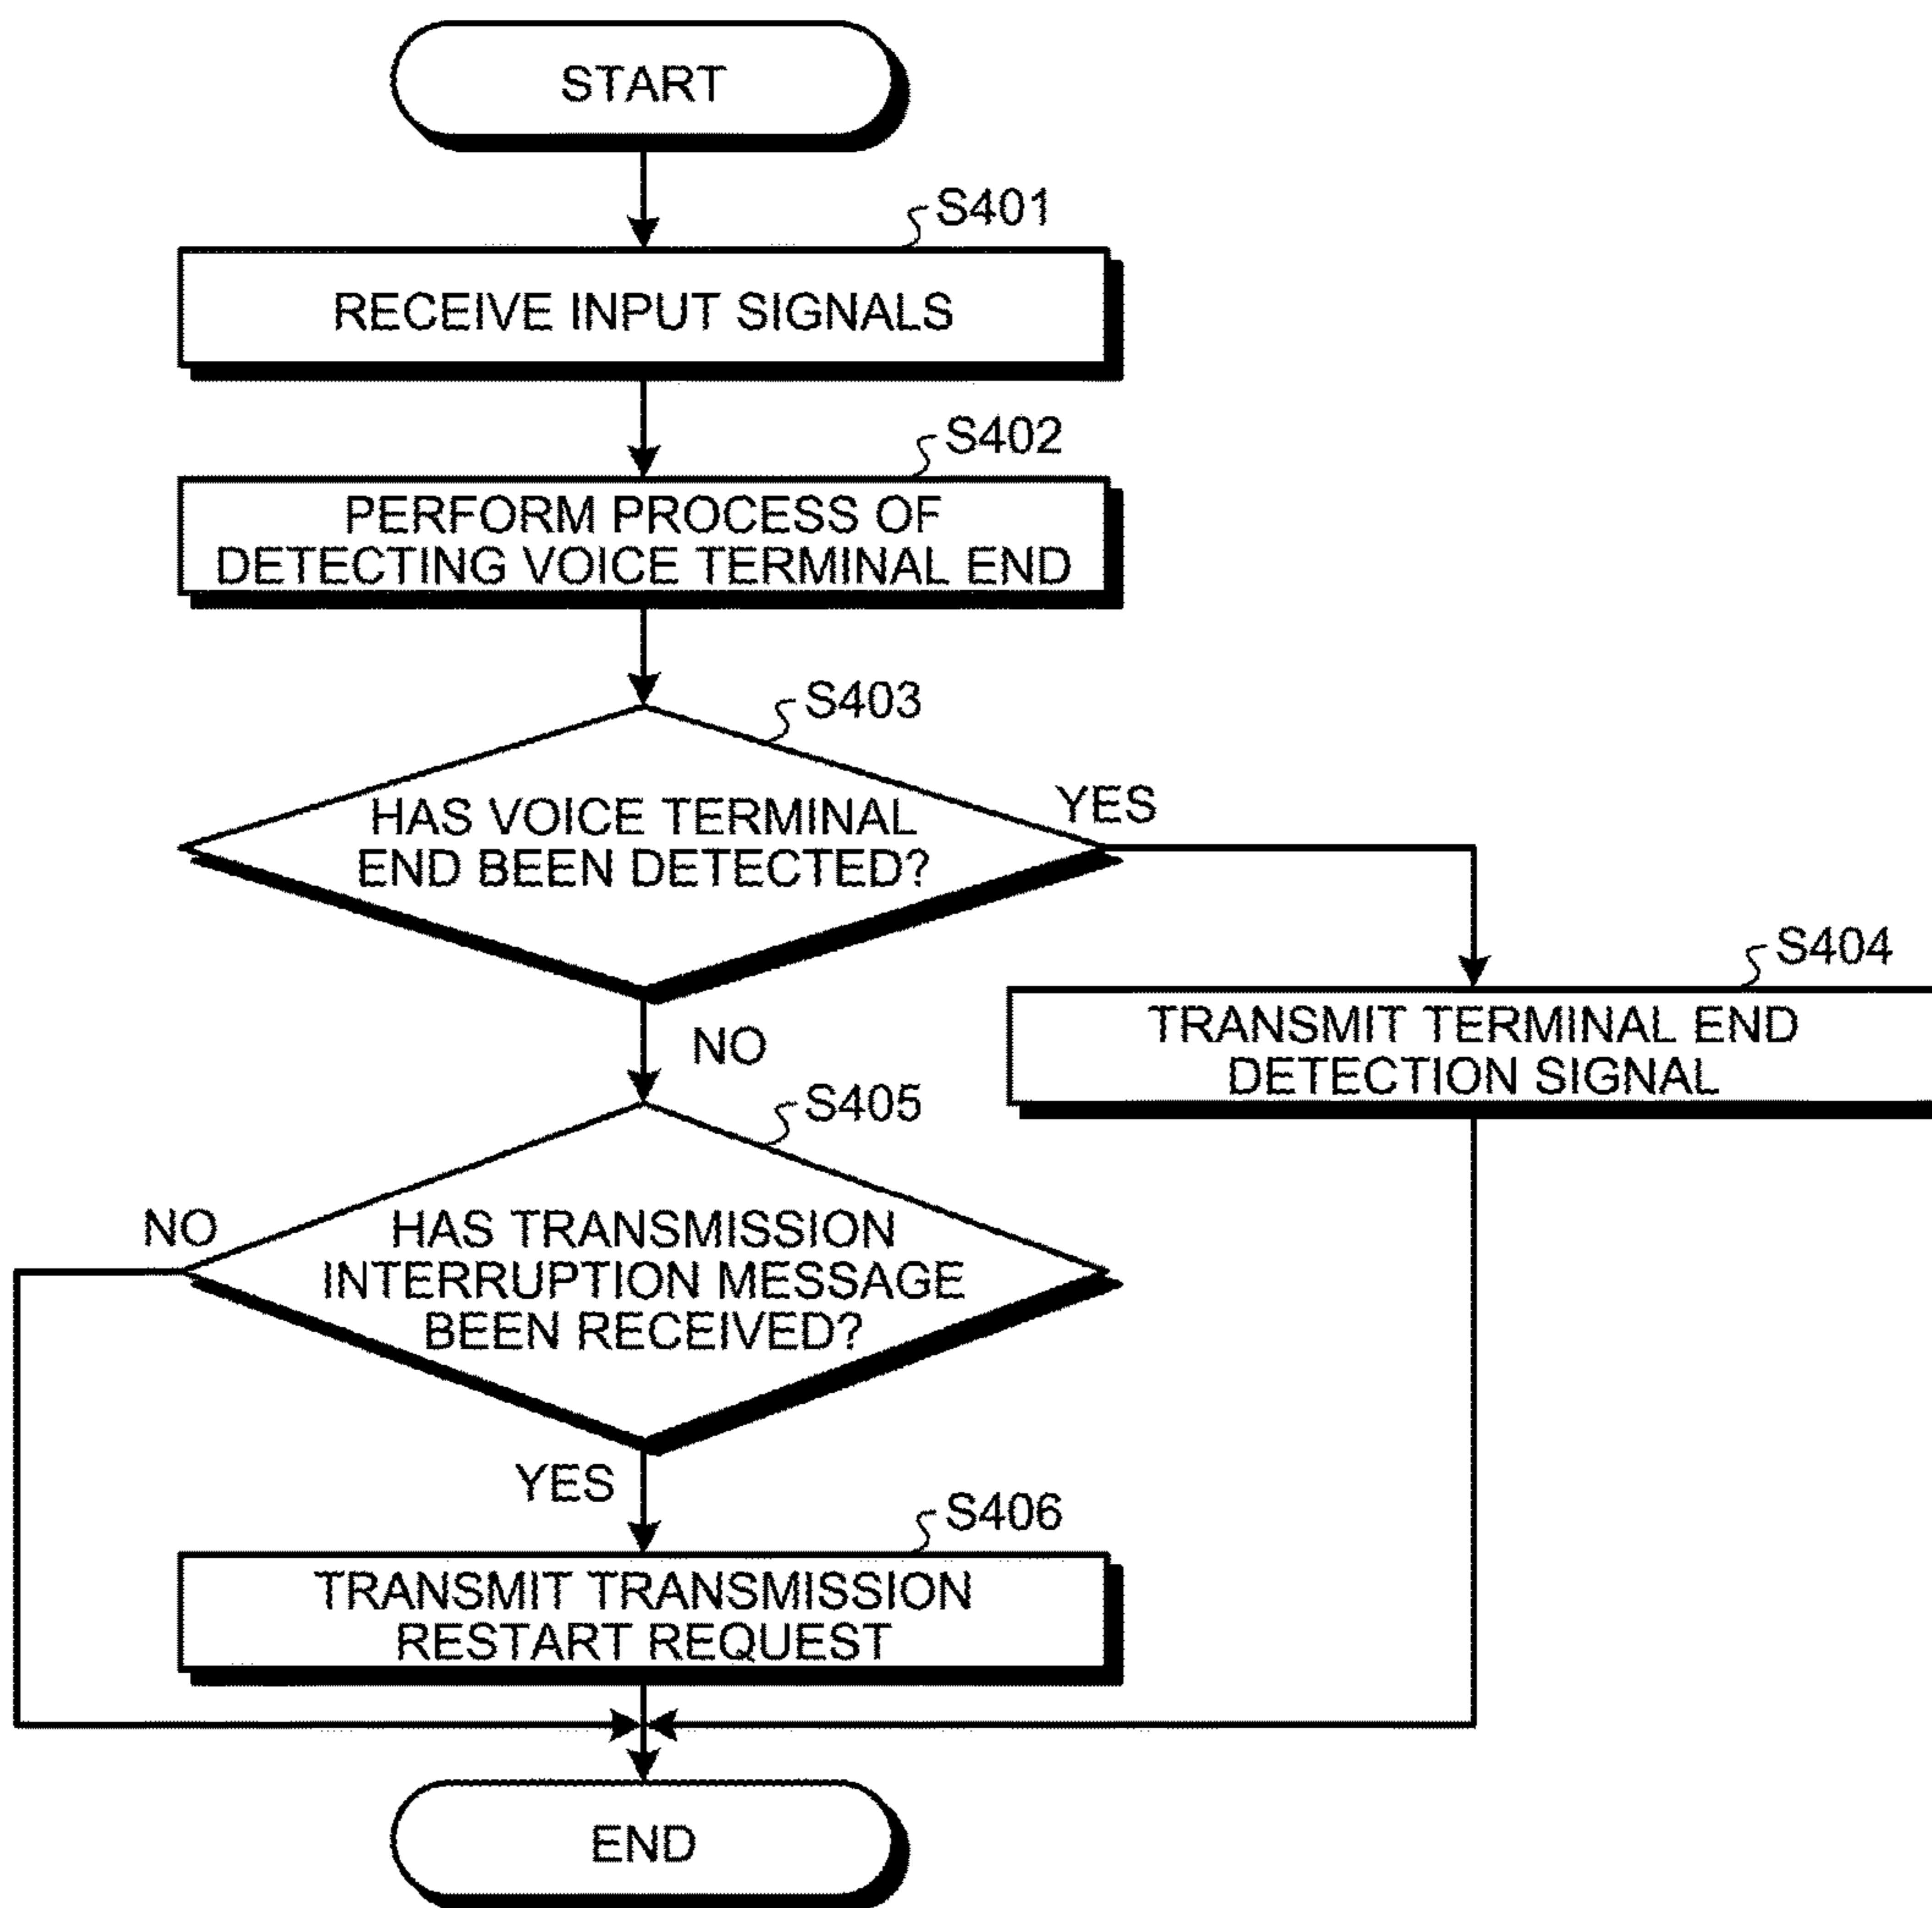 START
S401
RECEIVE INPUT SIGNALS
S402
PERFORM PROCESS OF
DETECTING VOICE TERMINAL END
S403
HAS VOICE TERMINAL
END BEEN DETECTED?
YES
S404
TRANSMIT TERMINAL END
DETECTION SIGNAL
NO
S405
HAS TRANSMISSION
INTERRUPTION MESSAGE
BEEN RECEIVED?
NO
YES
S406
TRANSMIT TRANSMISSION
RESTART REQUEST
END